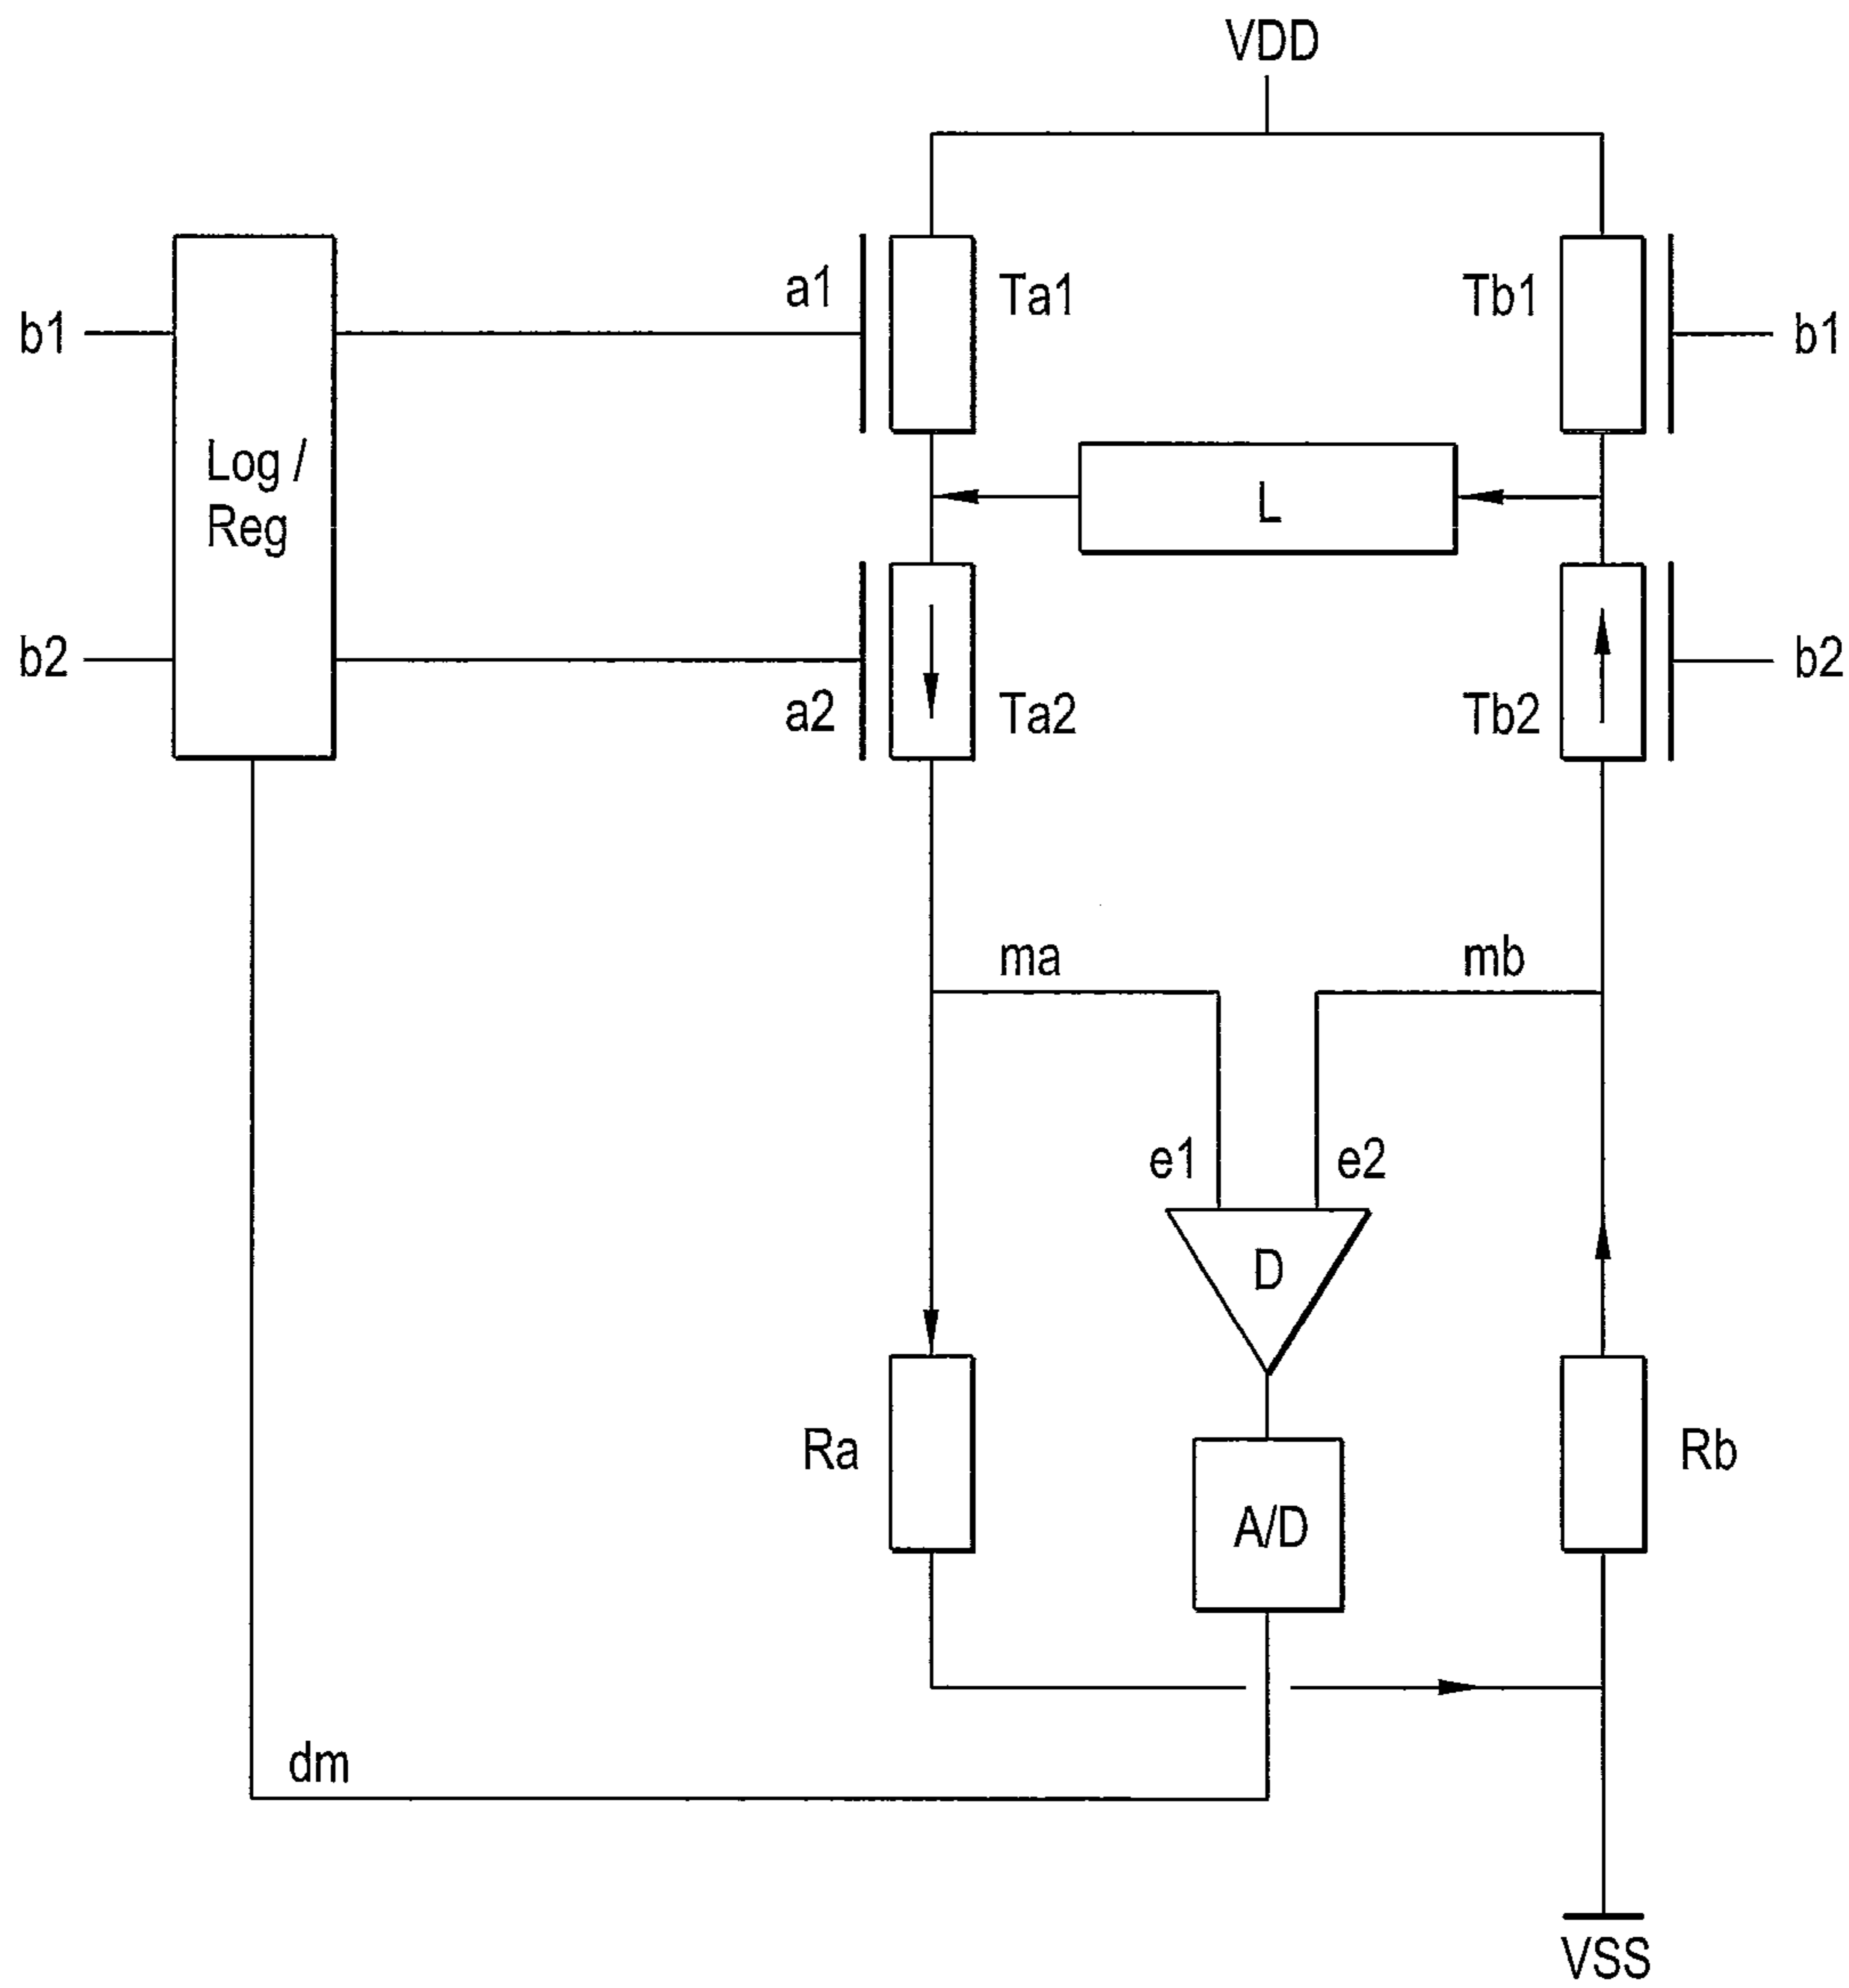 VDD
a1
Ta1
Tb1
b1
b1
Log /
Reg
L
b2
b2
a2
Ta2
Tb2
ma
mb
e1
e2
D
Ra
A/D
Rb
dm
VSS